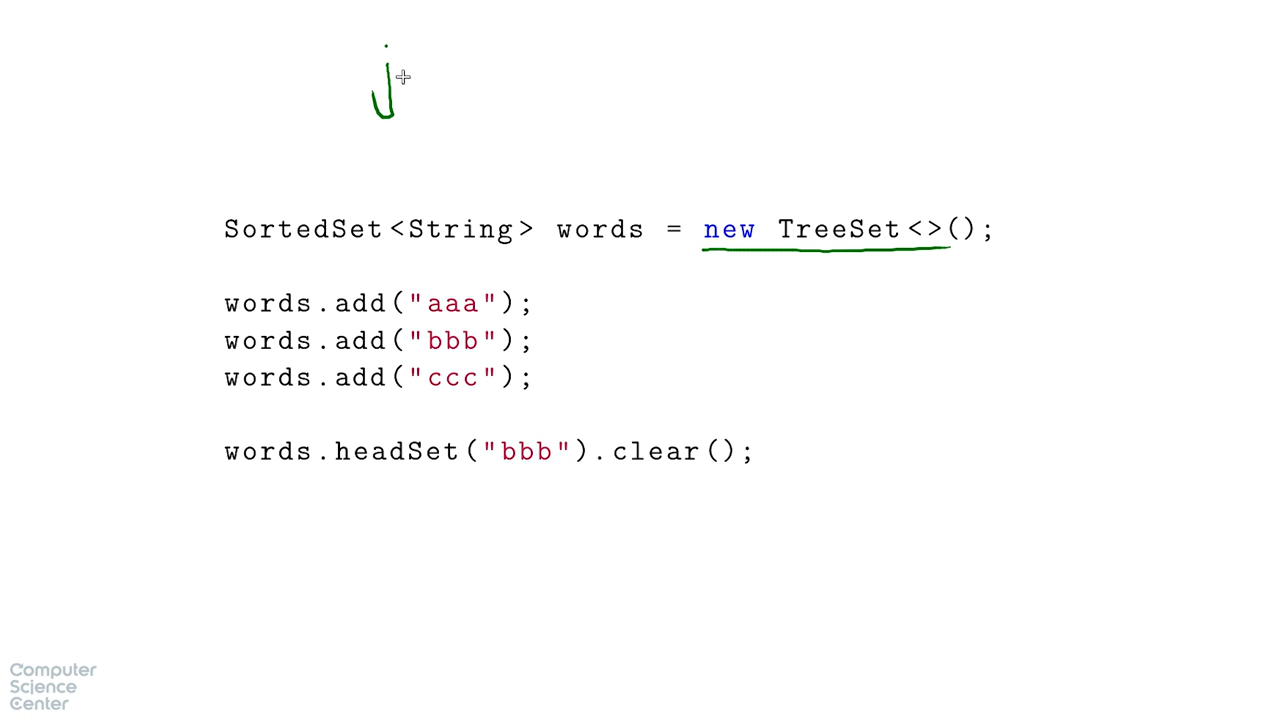 j
SortedSet<String> words = new TreeSet<>();
words.add("aaa");
words.add("bbb");
words.add("ccc");
words.headSet("bbb").clear();
Computer
Science
Center